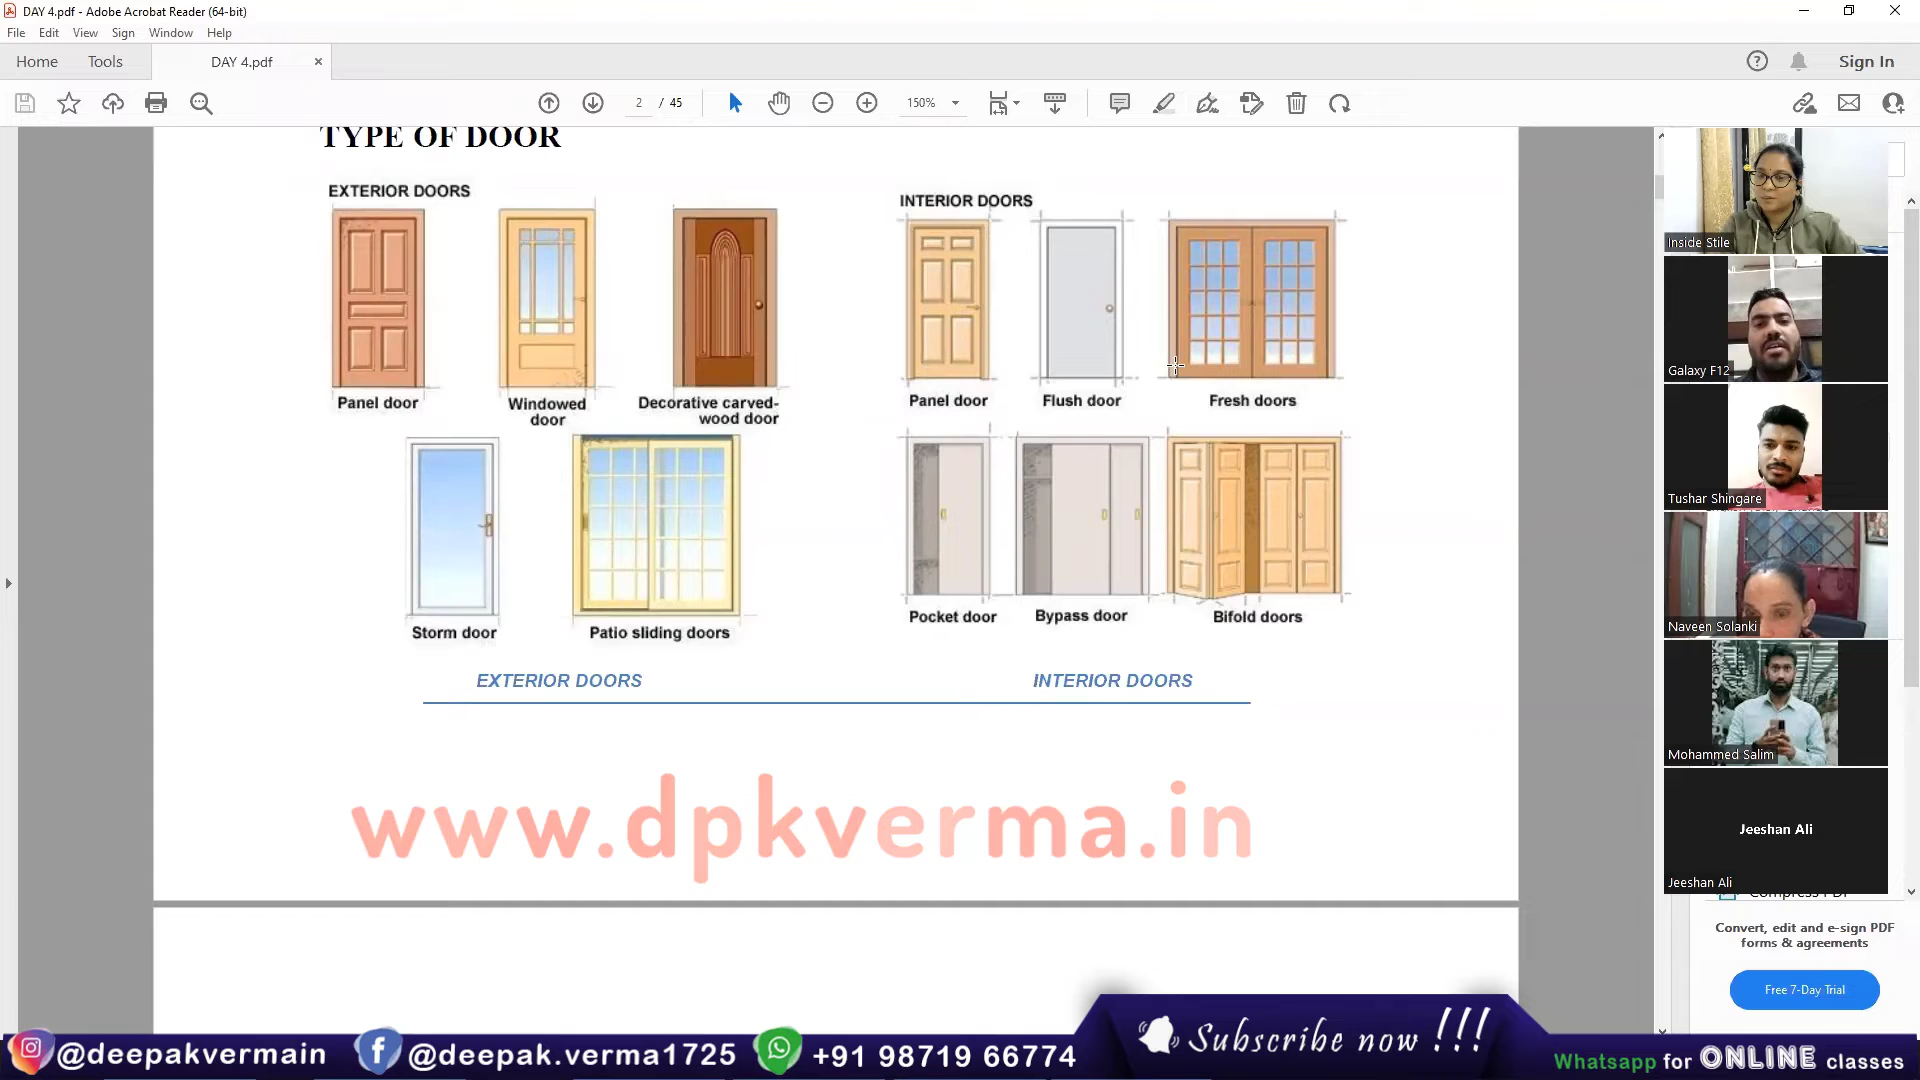 DAY 4.pdf - Adobe Acrobat Reader (64-bit)
File Edit View Sign Window Help
Home Tools DAY 4.pdf Sign In
2 / 45 150%
TYPE OF DOOR
EXTERIOR DOORS
INTERIOR DOORS
Panel door
Windowed
door
Decorative carved-
wood door
Panel door
Flush door
Fresh doors
Storm door
Patio sliding doors
Pocket door
Bypass door
Bifold doors
EXTERIOR DOORS
INTERIOR DOORS
www.dpkverma.in
Inside Stile
Galaxy F12
Tushar Shingare
Naveen Solanki
Mohammed Salim
Jeeshan Ali
Jeeshan Ali
Compress PDF
Convert, edit and e-sign PDF
forms & agreements
Free 7-Day Trial
Subscribe now !!!
@deepakvermain
@deepak.verma1725
+91 98719 66774
Whatsapp for ONLINE classes